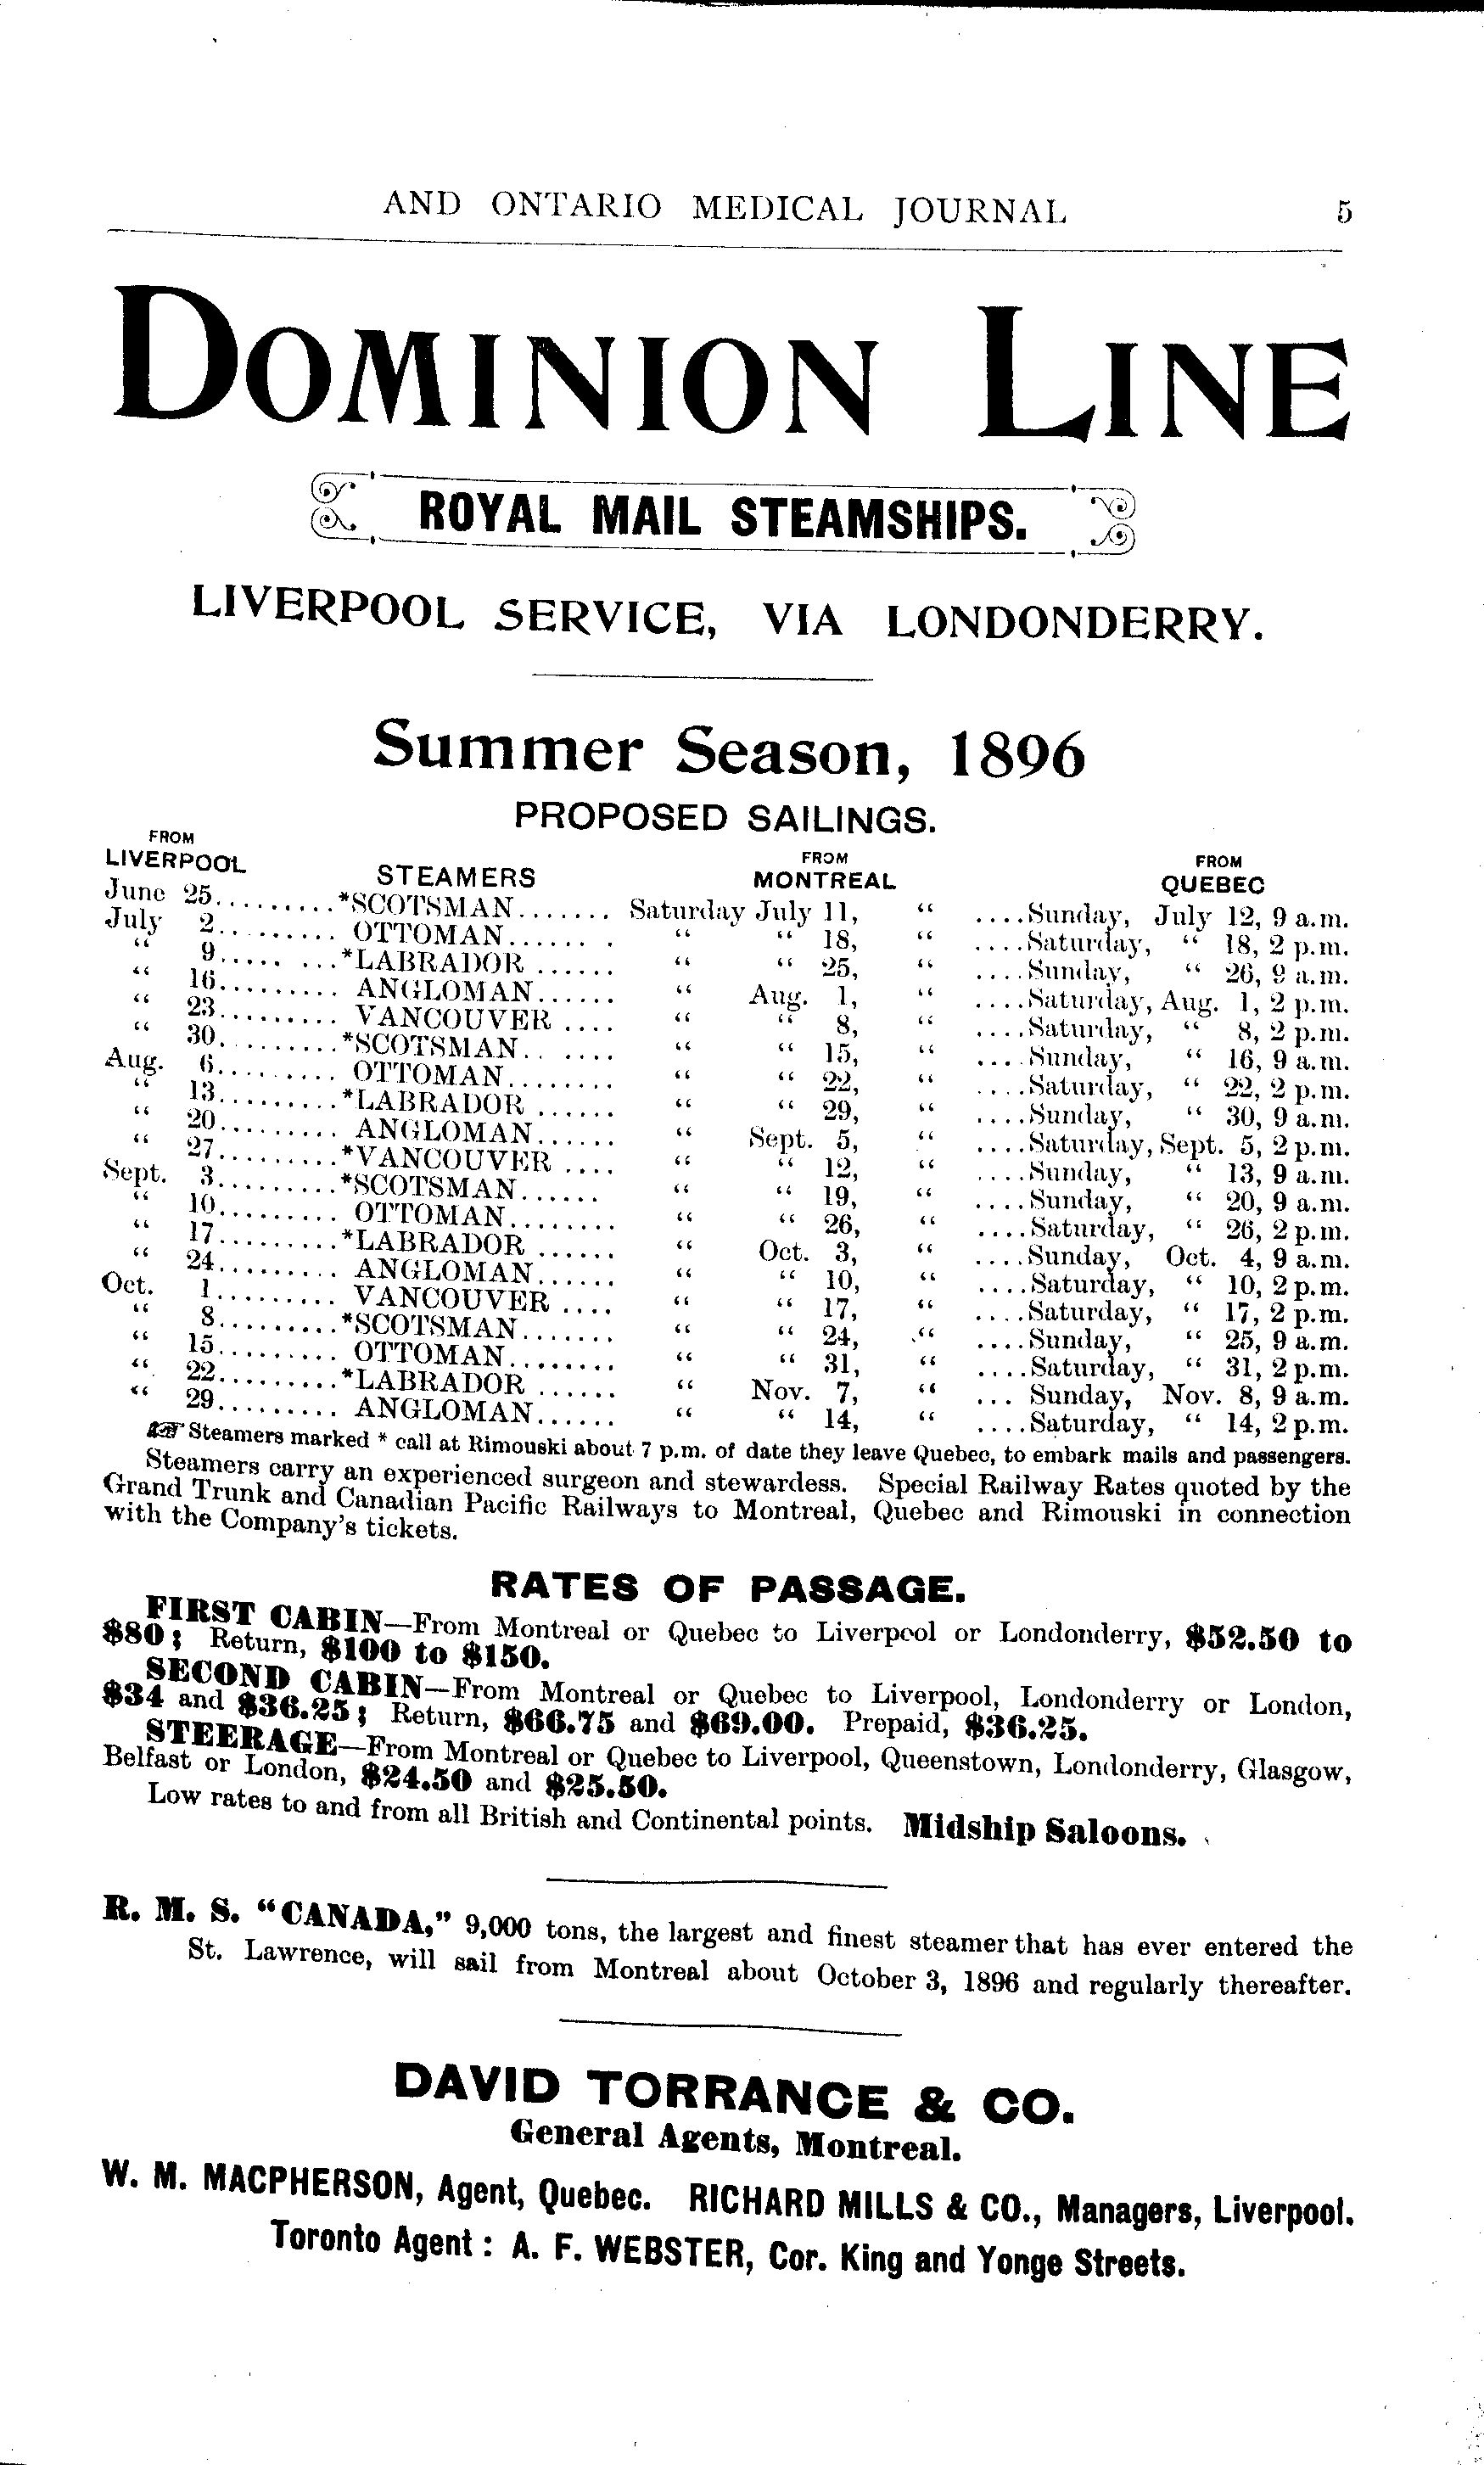 AND ONTARIO MEDICAL JOURNAL 5
DOMINION LINE
ROYAL MAIL STEAMSHIPS.
LIVERPOOL SERVICE, VIA LONDONDERRY.
Summer Season, 1896
PROPOSED SAILINGS.
FROM LIVERPOOL STEAMERS FROM MONTREAL FROM QUEBEC
June 25.......... *SCOTSMAN....... Saturday July 11, “ ....Sunday, July 12, 9 a.m.
July 2.......... OTTOMAN....... “ “ 18, “ ....Saturday, “ 18, 2 p.m.
“ 9..... ... *LABRADOR ...... “ “ 25, “ ....Sunday, “ 26, 9 a.m.
“ 16......... ANGLOMAN...... “ Aug. 1, “ ....Saturday, Aug. 1, 2 p.m.
“ 23......... VANCOUVER .... “ “ 8, “ ....Saturday, “ 8, 2 p.m.
“ 30......... *SCOTSMAN.. .... “ “ 15, “ ....Sunday, “ 16, 9 a.m.
Aug. 6.......... OTTOMAN........ “ “ 22, “ ....Saturday, “ 22, 2 p.m.
“ 13......... *LABRADOR ...... “ “ 29, “ ....Sunday, “ 30, 9 a.m.
“ 20......... ANGLOMAN...... “ Sept. 5, “ ....Saturday, Sept. 5, 2 p.m.
“ 27......... *VANCOUVER .... “ “ 12, “ ....Sunday, “ 13, 9 a.m.
Sept. 3......... *SCOTSMAN...... “ “ 19, “ ....Sunday, “ 20, 9 a.m.
“ 10......... OTTOMAN........ “ “ 26, “ ....Saturday, “ 26, 2 p.m.
“ 17......... *LABRADOR ...... “ Oct. 3, “ ....Sunday, Oct. 4, 9 a.m.
“ 24......... ANGLOMAN...... “ “ 10, “ ....Saturday, “ 10, 2 p.m.
Oct. 1......... VANCOUVER .... “ “ 17, “ ....Saturday, “ 17, 2 p.m.
“ 8......... *SCOTSMAN....... “ “ 24, “ ....Sunday, “ 25, 9 a.m.
“ 15......... OTTOMAN........ “ “ 31, “ ....Saturday, “ 31, 2 p.m.
“ 22......... *LABRADOR ...... “ Nov. 7, “ ... Sunday, Nov. 8, 9 a.m.
“ 29......... ANGLOMAN...... “ “ 14, “ ....Saturday, “ 14, 2 p.m.
☞ Steamers marked * call at Rimouski about 7 p.m. of date they leave Quebec, to embark mails and passengers.
Steamers carry an experienced surgeon and stewardess. Special Railway Rates quoted by the
Grand Trunk and Canadian Pacific Railways to Montreal, Quebec and Rimouski in connection
with the Company's tickets.
RATES OF PASSAGE.
FIRST CABIN—From Montreal or Quebec to Liverpool or Londonderry, $52.50 to
$80; Return, $100 to $150.
SECOND CABIN—From Montreal or Quebec to Liverpool, Londonderry or London,
$34 and $36.25; Return, $66.75 and $69.00. Prepaid, $36.25.
STEERAGE—From Montreal or Quebec to Liverpool, Queenstown, Londonderry, Glasgow,
Belfast or London, $24.50 and $25.50.
Low rates to and from all British and Continental points. Midship Saloons.
R. M. S. “CANADA,” 9,000 tons, the largest and finest steamer that has ever entered the
St. Lawrence, will sail from Montreal about October 3, 1896 and regularly thereafter.
DAVID TORRANCE & CO.
General Agents, Montreal.
W. M. MACPHERSON, Agent, Quebec. RICHARD MILLS & CO., Managers, Liverpool.
Toronto Agent: A. F. WEBSTER, Cor. King and Yonge Streets.